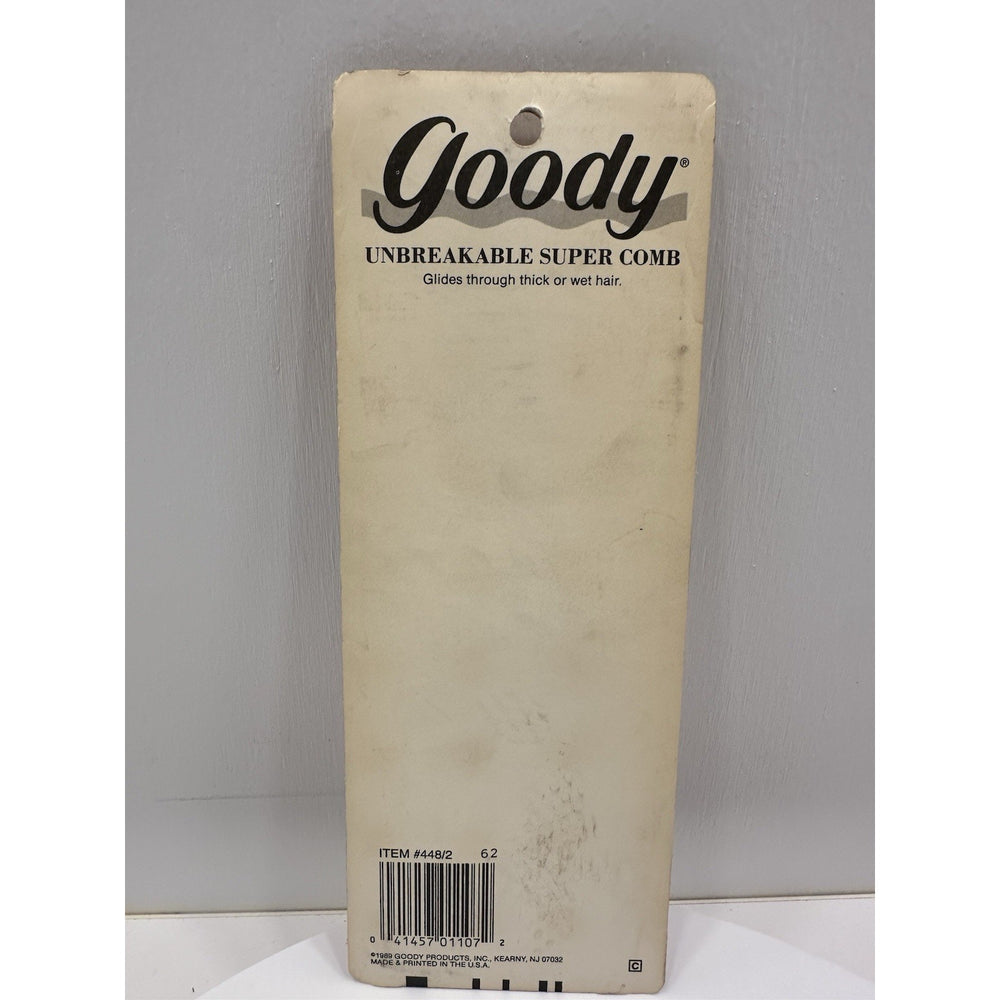 goody®
UNBREAKABLE SUPER COMB
Glides through thick or wet hair.
ITEM #448/2 62
0 41457 01107 2
©1989 GOODY PRODUCTS, INC., KEARNY, NJ 07032
MADE & PRINTED IN THE U.S.A.
C